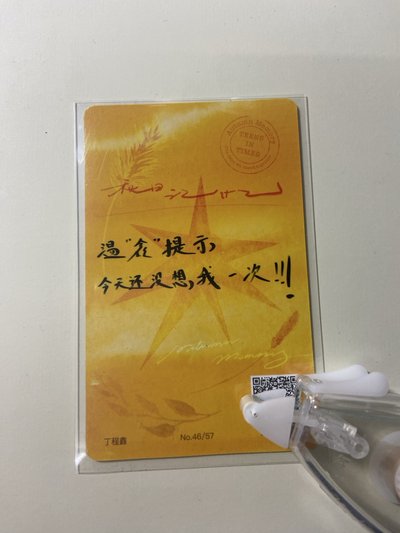 Autumn Memory
TEENS
IN
TIMES
秋日记忆
温“鑫”提示
今天还没想我一次!!!
Autumn
Memory
丁程鑫
No.46/57